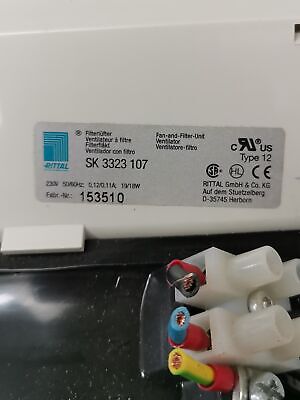 RITTAL
®
Filterlüfter
Ventilateur à filtre
Filterfläkt
Ventilador con filtro
Fan-and-Filter-Unit
Ventilator
Ventilatore-filtro
SK 3323 107
230V 50/60Hz; 0,12/0,11A; 19/18W
Fabr.-Nr.: 153510
c UR US
Type 12
RITTAL GmbH & Co. KG
Auf dem Stuetzelberg
D-35745 Herborn